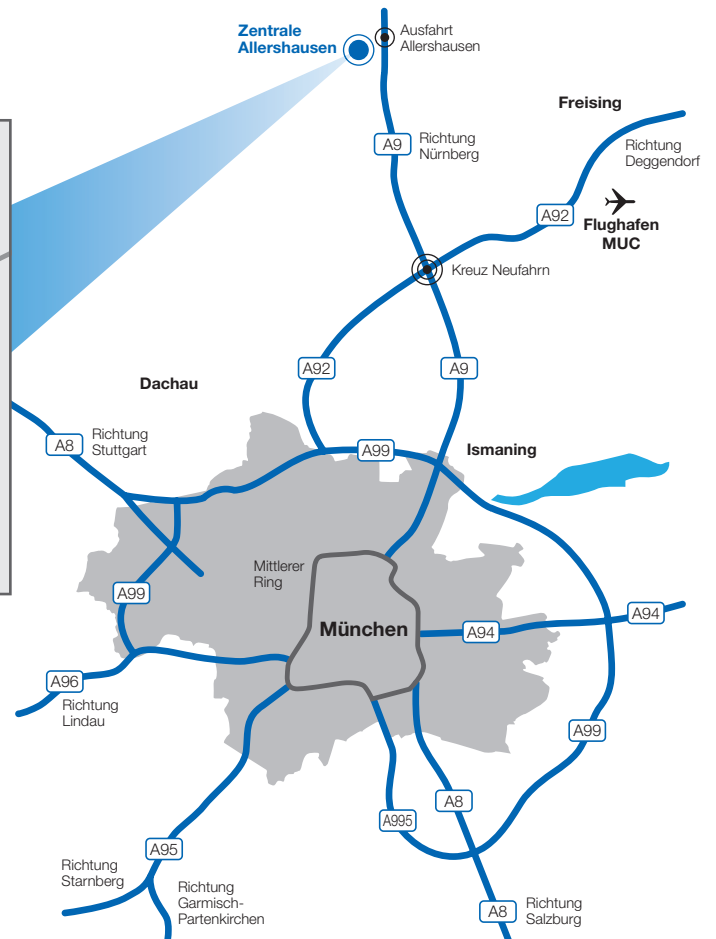 Zentrale
Allershausen
Ausfahrt
Allershausen
Freising
A9
Richtung
Nürnberg
Richtung
Deggendorf
A92
Flughafen
MUC
Kreuz Neufahrn
A92
A9
Dachau
A8
Richtung
Stuttgart
A99
Ismaning
Mittlerer
Ring
A99
München
A94
A94
A96
Richtung
Lindau
A99
A995
A8
A95
Richtung
Starnberg
Richtung
Garmisch-
Partenkirchen
A8
Richtung
Salzburg